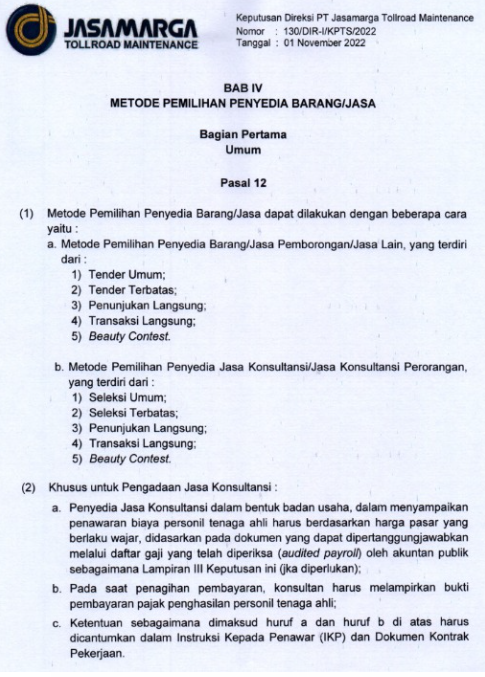 JASAMARGA
TOLLROAD MAINTENANCE
Keputusan Direksi PT Jasamarga Tollroad Maintenance
Nomor : 130/DIR-I/KPTS/2022
Tanggal : 01 November 2022
BAB IV
METODE PEMILIHAN PENYEDIA BARANG/JASA
Bagian Pertama
Umum
Pasal 12
(1) Metode Pemilihan Penyedia Barang/Jasa dapat dilakukan dengan beberapa cara
yaitu :
a. Metode Pemilihan Penyedia Barang/Jasa Pemborongan/Jasa Lain, yang terdiri
dari :
1) Tender Umum;
2) Tender Terbatas;
3) Penunjukan Langsung;
4) Transaksi Langsung;
5) Beauty Contest.
b. Metode Pemilihan Penyedia Jasa Konsultansi/Jasa Konsultansi Perorangan,
yang terdiri dari :
1) Seleksi Umum;
2) Seleksi Terbatas;
3) Penunjukan Langsung;
4) Transaksi Langsung;
5) Beauty Contest.
(2) Khusus untuk Pengadaan Jasa Konsultansi :
a. Penyedia Jasa Konsultansi dalam bentuk badan usaha, dalam menyampaikan
penawaran biaya personil tenaga ahli harus berdasarkan harga pasar yang
berlaku wajar, didasarkan pada dokumen yang dapat dipertanggungjawabkan
melalui daftar gaji yang telah diperiksa (audited payroll) oleh akuntan publik
sebagaimana Lampiran III Keputusan ini (jka diperlukan);
b. Pada saat penagihan pembayaran, konsultan harus melampirkan bukti
pembayaran pajak penghasilan personil tenaga ahli;
c. Ketentuan sebagaimana dimaksud huruf a dan huruf b di atas harus
dicantumkan dalam Instruksi Kepada Penawar (IKP) dan Dokumen Kontrak
Pekerjaan.